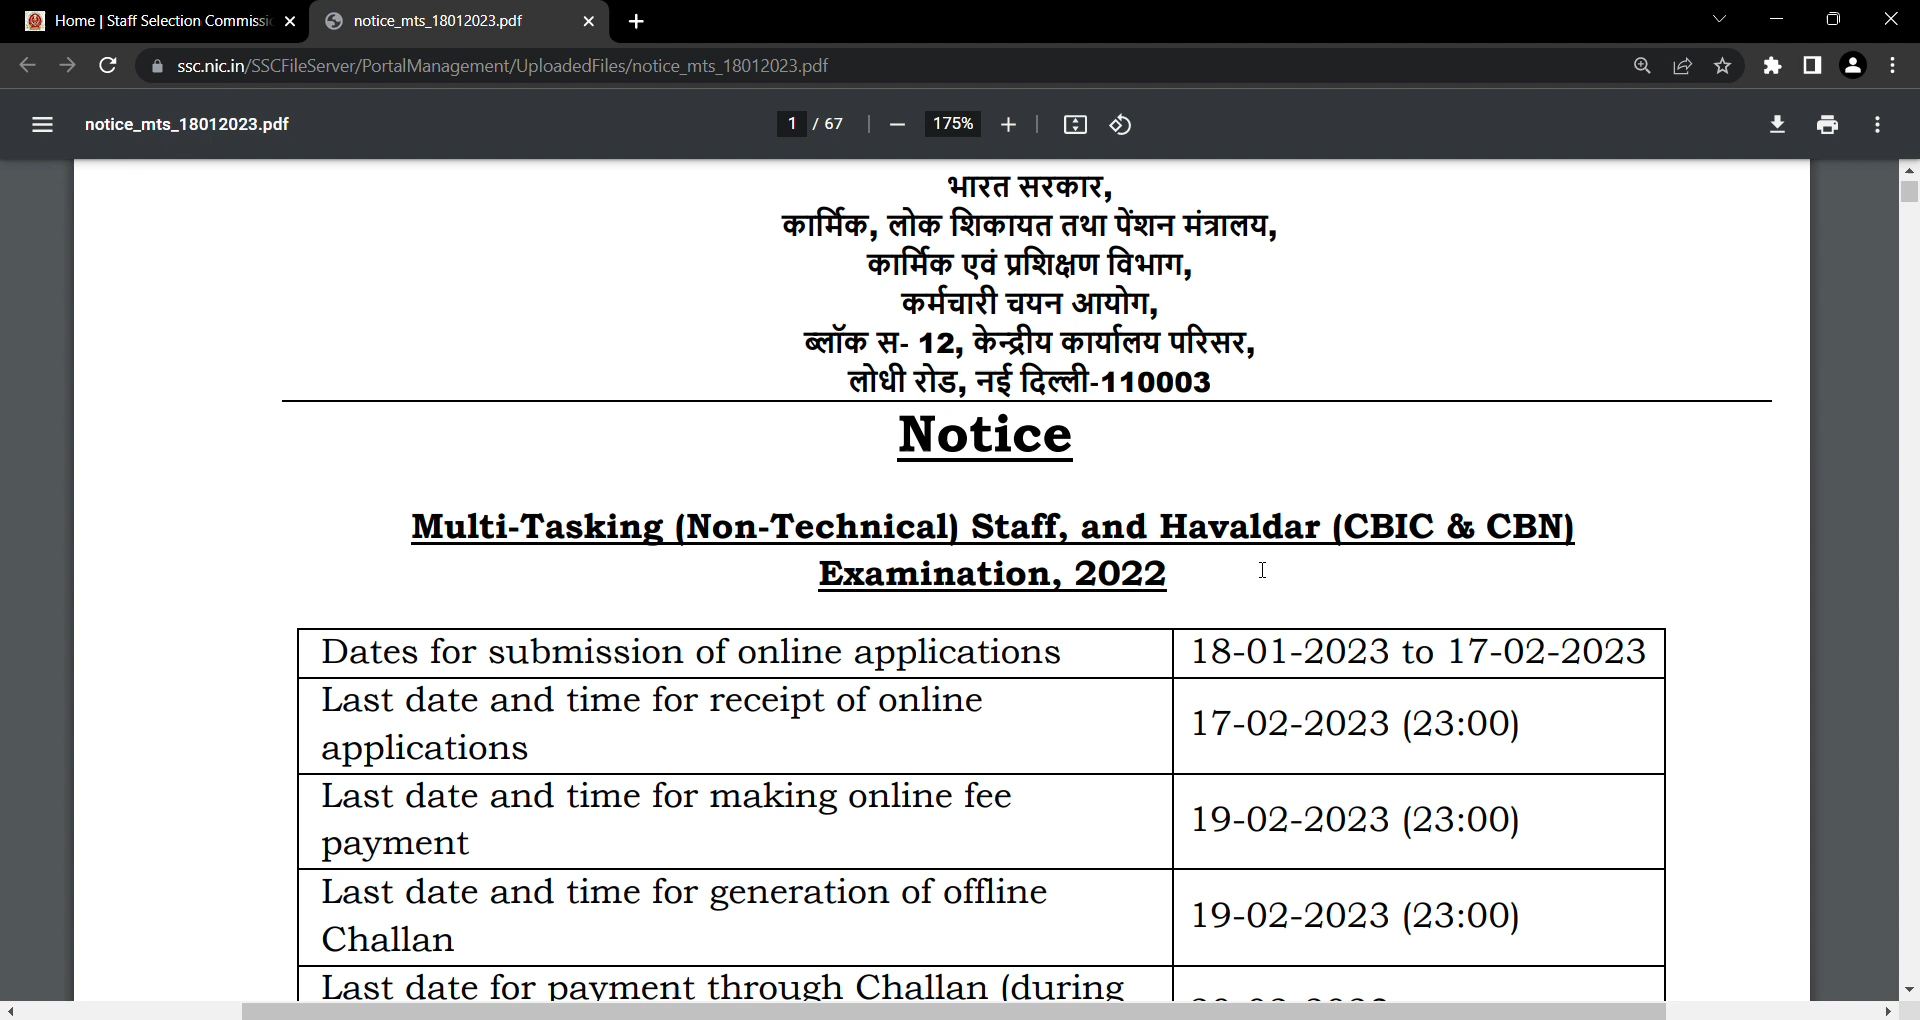 Home | Staff Selection Commissi
notice_mts_18012023.pdf
ssc.nic.in/SSCFileServer/PortalManagement/UploadedFiles/notice_mts_18012023.pdf
notice_mts_18012023.pdf
1 / 67
175%
भारत सरकार,
कार्मिक, लोक शिकायत तथा पेंशन मंत्रालय,
कार्मिक एवं प्रशिक्षण विभाग,
कर्मचारी चयन आयोग,
ब्लॉक स- 12, केन्द्रीय कार्यालय परिसर,
लोधी रोड, नई दिल्ली-110003
Notice
Multi-Tasking (Non-Technical) Staff, and Havaldar (CBIC & CBN)
Examination, 2022
Dates for submission of online applications 18-01-2023 to 17-02-2023
Last date and time for receipt of online
applications 17-02-2023 (23:00)
Last date and time for making online fee
payment 19-02-2023 (23:00)
Last date and time for generation of offline
Challan 19-02-2023 (23:00)
Last date for payment through Challan (during